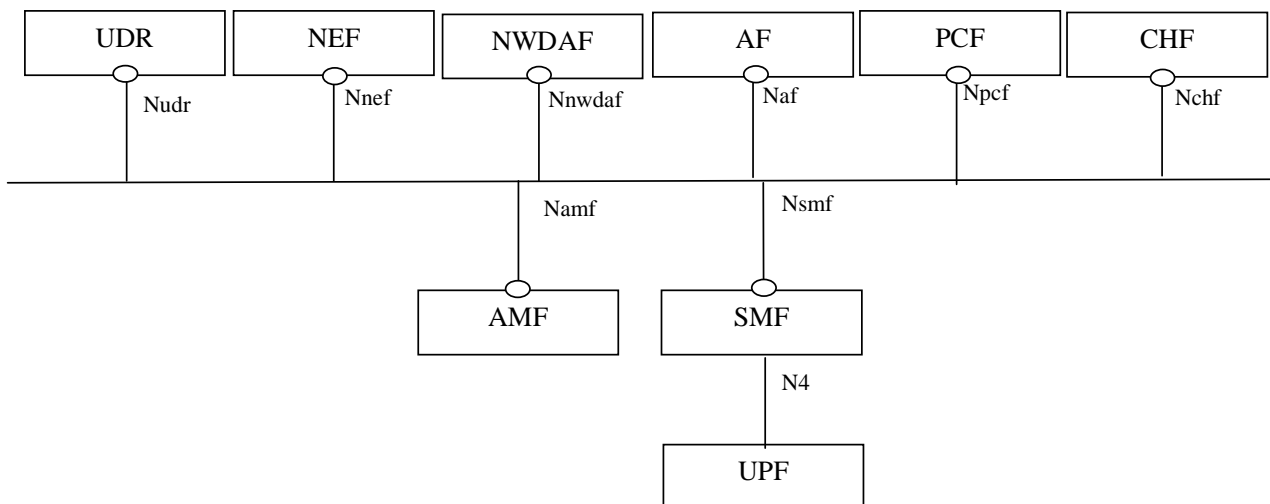 UDR NEF NWDAF AF PCF CHF
Nudr Nnef Nnwdaf Naf Npcf Nchf
Namf Nsmf
AMF SMF
N4
UPF